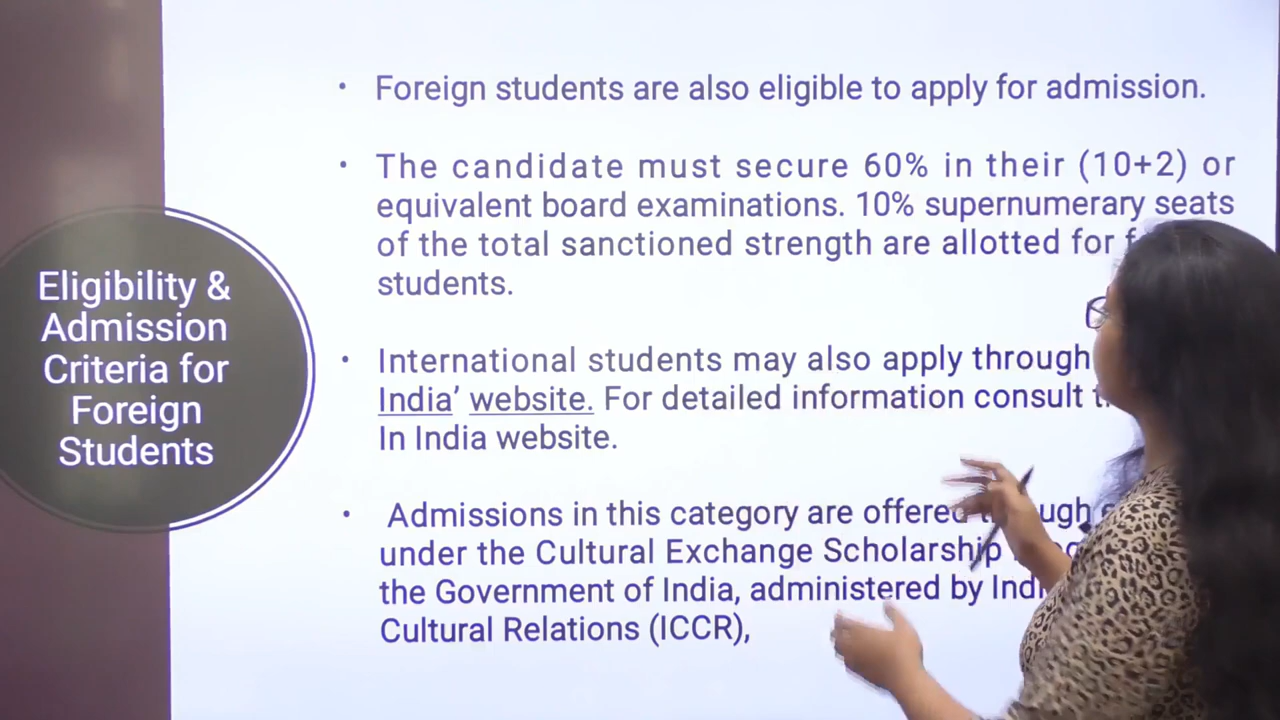 Eligibility &
Admission
Criteria for
Foreign
Students
• Foreign students are also eligible to apply for admission.
• The candidate must secure 60% in their (10+2) or
equivalent board examinations. 10% supernumerary seats
of the total sanctioned strength are allotted for
students.
• International students may also apply through
India’ website. For detailed information consult
In India website.
• Admissions in this category are offered
under the Cultural Exchange Scholarship
the Government of India, administered by
Cultural Relations (ICCR),